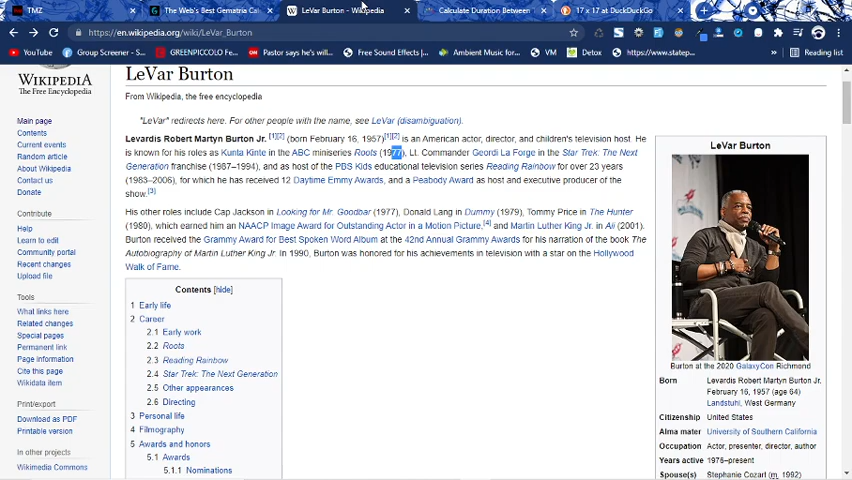 TMZ
The Web's Best Gematria Cal
LeVar Burton - Wikipedia
Calculate Duration Between
17 x 17 at DuckDuckGo
https://en.wikipedia.org/wiki/LeVar_Burton
YouTube
Group Screener - S...
GREENPICCOLO Fe...
Pastor says he's will...
Free Sound Effects |...
Ambient Music for...
VM
Detox
https://www.statep...
Reading list
WIKIPEDIA
The Free Encyclopedia
Main page
Contents
Current events
Random article
About Wikipedia
Contact us
Donate
Contribute
Help
Learn to edit
Community portal
Recent changes
Upload file
Tools
What links here
Related changes
Special pages
Permanent link
Page information
Cite this page
Wikidata item
Print/export
Download as PDF
Printable version
In other projects
Wikimedia Commons
LeVar Burton
From Wikipedia, the free encyclopedia
"LeVar" redirects here. For other people with the name, see LeVar (disambiguation).
Levardis Robert Martyn Burton Jr. [1][2] (born February 16, 1957)[1][2] is an American actor, director, and children's television host. He
is known for his roles as Kunta Kinte in the ABC miniseries Roots (1977), Lt. Commander Geordi La Forge in the Star Trek: The Next
Generation franchise (1987–1994), and as host of the PBS Kids educational television series Reading Rainbow for over 23 years
(1983–2006), for which he has received 12 Daytime Emmy Awards, and a Peabody Award as host and executive producer of the
show.[3]
His other roles include Cap Jackson in Looking for Mr. Goodbar (1977), Donald Lang in Dummy (1979), Tommy Price in The Hunter
(1980), which earned him an NAACP Image Award for Outstanding Actor in a Motion Picture,[4] and Martin Luther King Jr. in Ali (2001).
Burton received the Grammy Award for Best Spoken Word Album at the 42nd Annual Grammy Awards for his narration of the book The
Autobiography of Martin Luther King Jr. In 1990, Burton was honored for his achievements in television with a star on the Hollywood
Walk of Fame.
Contents [hide]
1 Early life
2 Career
2.1 Early work
2.2 Roots
2.3 Reading Rainbow
2.4 Star Trek: The Next Generation
2.5 Other appearances
2.6 Directing
3 Personal life
4 Filmography
5 Awards and honors
5.1 Awards
5.1.1 Nominations
LeVar Burton
Burton at the 2020 GalaxyCon Richmond
Born Levardis Robert Martyn Burton Jr.
February 16, 1957 (age 64)
Landstuhl, West Germany
Citizenship United States
Alma mater University of Southern California
Occupation Actor, presenter, director, author
Years active 1976–present
Spouse(s) Stephanie Cozart (m. 1992)